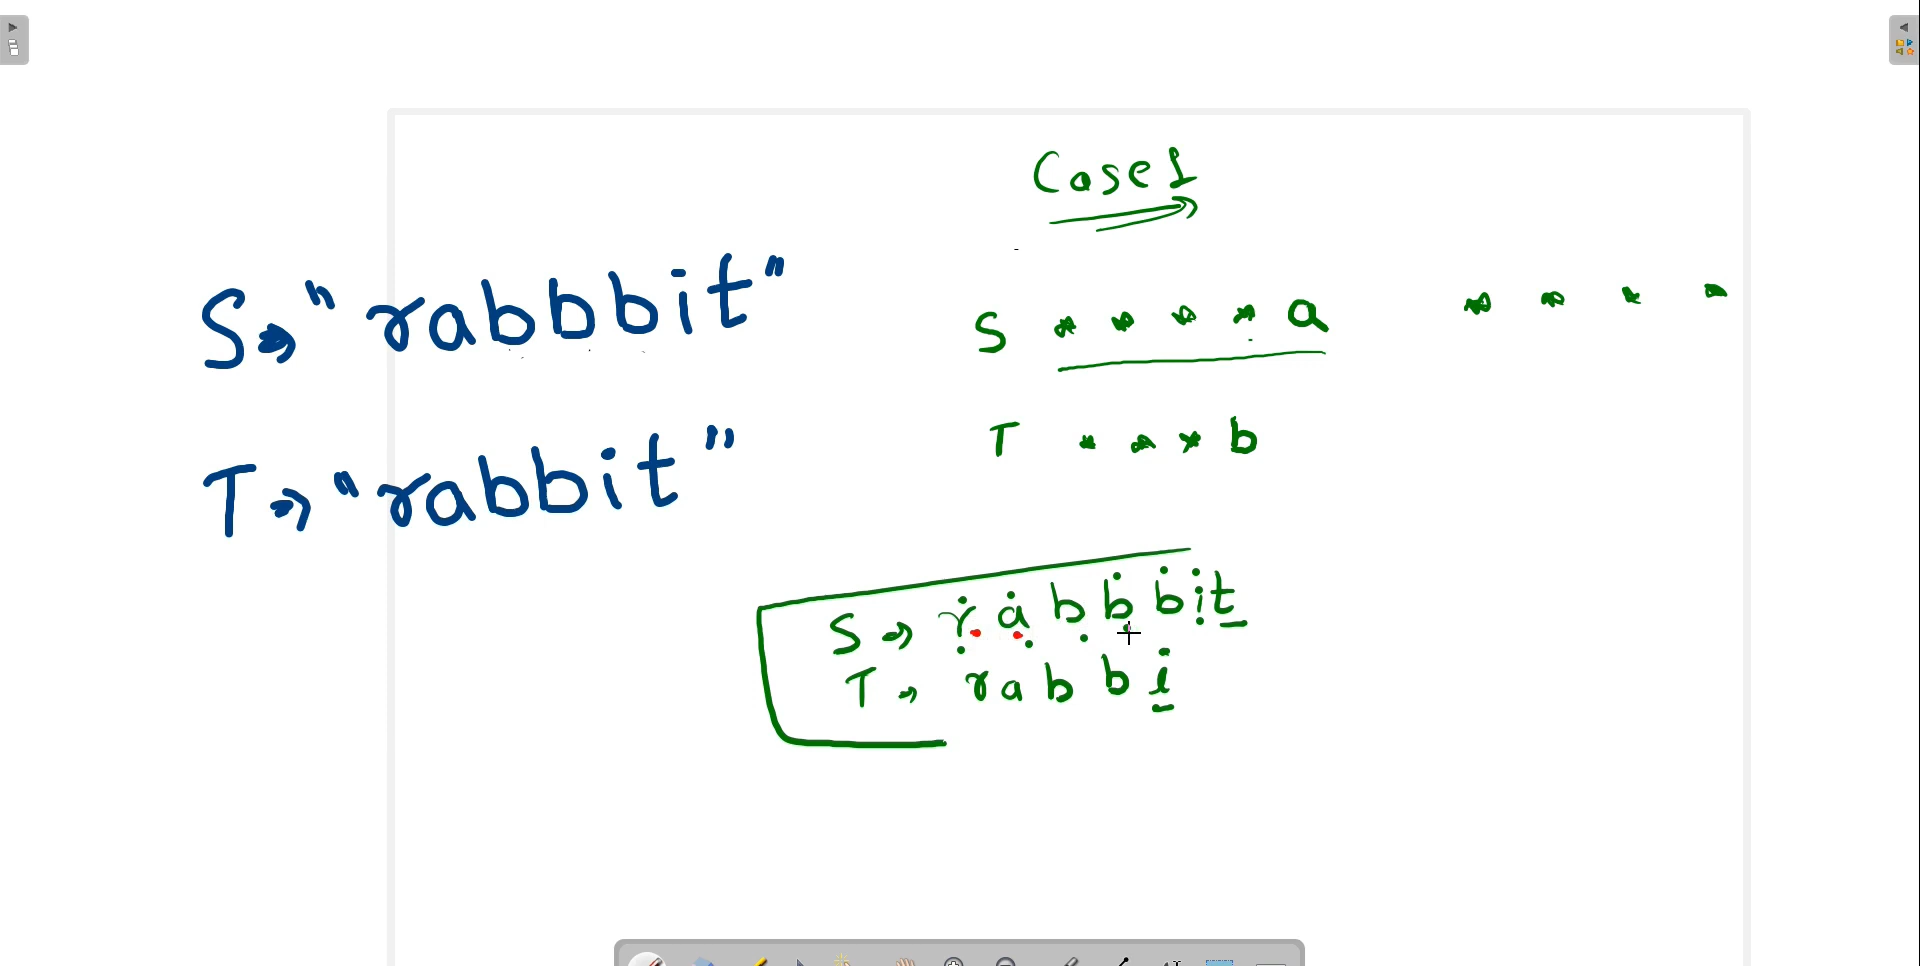 Case 1
S→"rabbbit"
S * * * * a * * * *
T→"rabbit"
T * * * b
S→ rabbbit
T→ rabbi